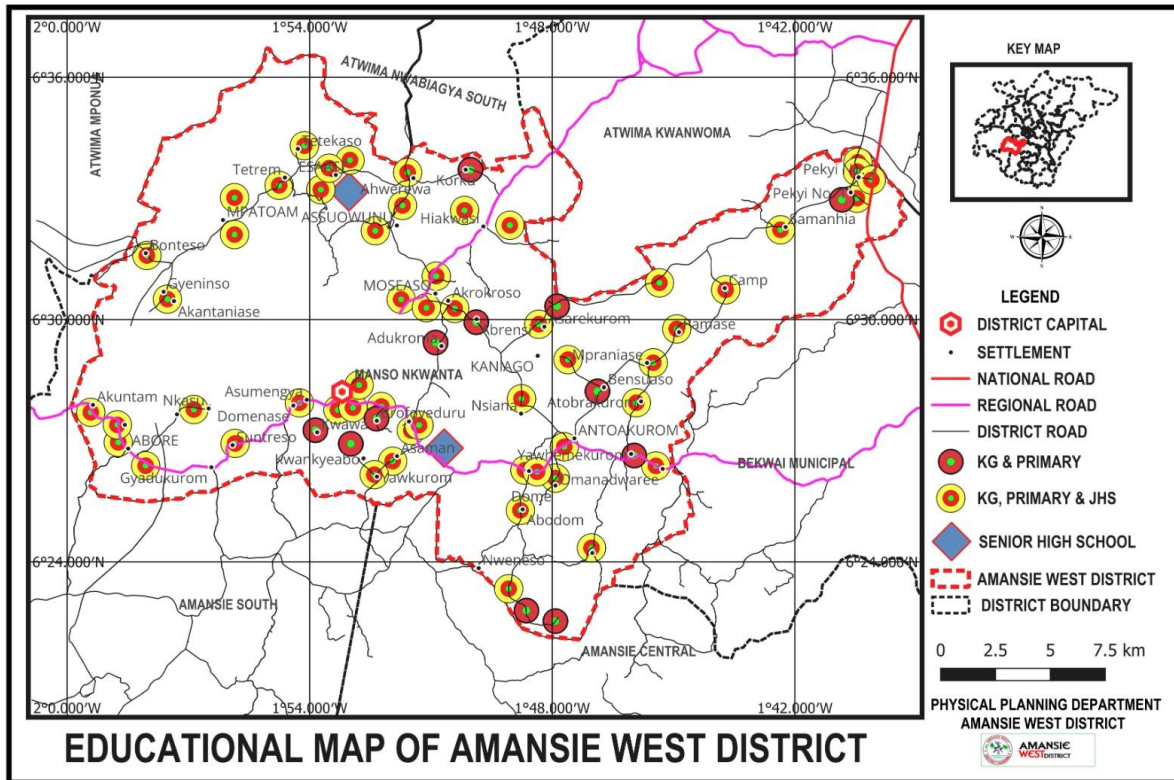 2°0.000'W
1°54.000'W
1°48.000'W
1°42.000'W
6°36.000'N
6°36.000'N
ATWIMA MPONUA
ATWIMA NWABIAGYA SOUTH
ATWIMA KWANWOMA
Tetekaso
Tetrem
Ahwerewa
Korku
MPATOAM
ASSUOWUNU
Hiakwasi
Pekyi No
Pekyi No
Samanhia
Bonteso
Gyeninso
Akantaniase
MOSEASO
Akrokroso
Camp
6°30.000'N
6°30.000'N
Abrensi
Asarekurom
Adukrom
KANIAGO
Mpraniase
MANSO NKWANTA
Bensuaso
Asumengya
Akuntam
Nkasu
Domenase
Nsiana
Atobrakurom
ABORE
Suntreso
Kwankyeabo
Asaman
ANTOAKUROM
Yawhemekurom
BEKWAI MUNICIPAL
Gyadukurom
Yawkurom
Omanadwaree
Dome
Abodom
6°24.000'N
6°24.000'N
Nweneso
AMANSIE SOUTH
AMANSIE CENTRAL
2°0.000'W
1°54.000'W
1°48.000'W
1°42.000'W
EDUCATIONAL MAP OF AMANSIE WEST DISTRICT
KEY MAP
N
LEGEND
DISTRICT CAPITAL
SETTLEMENT
NATIONAL ROAD
REGIONAL ROAD
DISTRICT ROAD
KG & PRIMARY
KG, PRIMARY & JHS
SENIOR HIGH SCHOOL
AMANSIE WEST DISTRICT
DISTRICT BOUNDARY
0 2.5 5 7.5 km
PHYSICAL PLANNING DEPARTMENT
AMANSIE WEST DISTRICT
AMANSIE
WESTDISTRICT